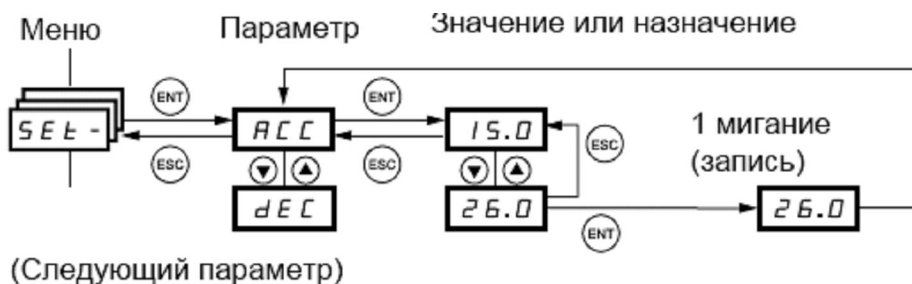 Меню Параметр Значение или назначение
ENT ENT
SEt- ACC 15.0 1 мигание
ESC ESC ESC (запись)
dEC 26.0 26.0
ENT
(Следующий параметр)